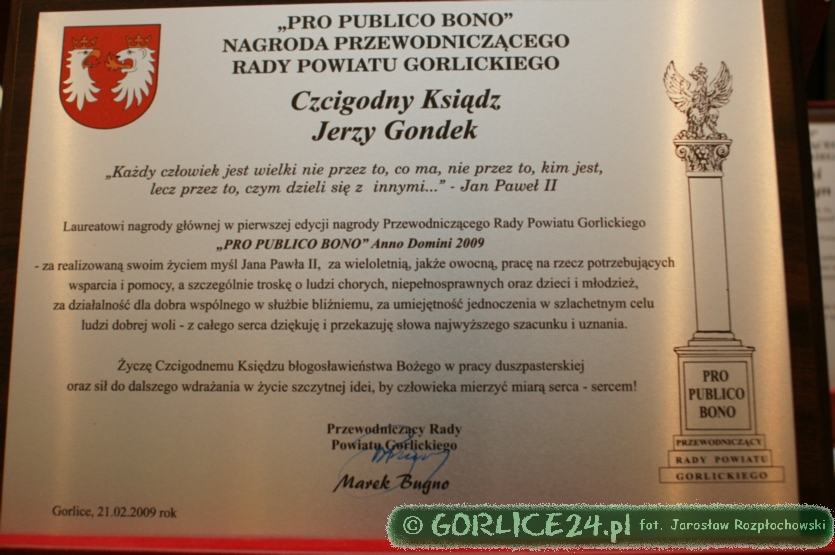 „PRO PUBLICO BONO”
NAGRODA PRZEWODNICZĄCEGO
RADY POWIATU GORLICKIEGO
Czcigodny Ksiądz
Jerzy Gondek
„Każdy człowiek jest wielki nie przez to, co ma, nie przez to, kim jest,
lecz przez to, czym dzieli się z innymi...” - Jan Paweł II
Laureatowi nagrody głównej w pierwszej edycji nagrody Przewodniczącego Rady Powiatu Gorlickiego
„PRO PUBLICO BONO” Anno Domini 2009
- za realizowaną swoim życiem myśl Jana Pawła II, za wieloletnią, jakże owocną, pracę na rzecz potrzebujących
wsparcia i pomocy, a szczególnie troskę o ludzi chorych, niepełnosprawnych oraz dzieci i młodzież,
za działalność dla dobra wspólnego w służbie bliźniemu, za umiejętność jednoczenia w szlachetnym celu
ludzi dobrej woli - z całego serca dziękuję i przekazuję słowa najwyższego szacunku i uznania.
Życzę Czcigodnemu Księdzu błogosławieństwa Bożego w pracy duszpasterskiej
oraz sił do dalszego wdrażania w życie szczytnej idei, by człowieka mierzyć miarą serca - sercem!
Przewodniczący Rady
Powiatu Gorlickiego
Marek Bugno
Gorlice, 21.02.2009 rok
PRO
PUBLICO
BONO
PRZEWODNICZĄCY
RADY POWIATU
GORLICKIEGO
© GORLICE24.pl fot. Jarosław Rozpłochowski